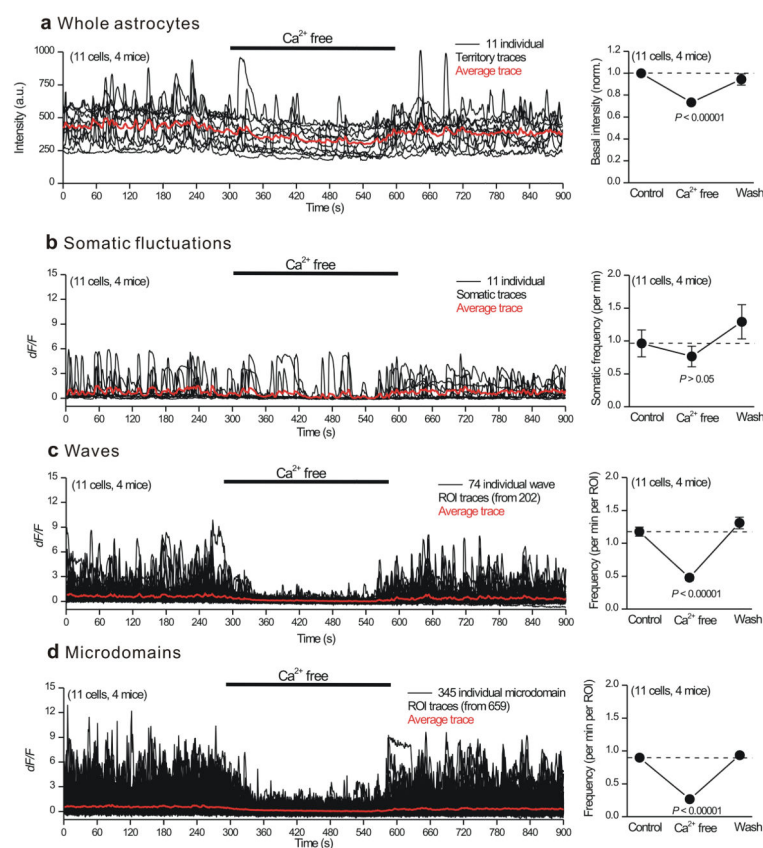 a Whole astrocytes
(11 cells, 4 mice)
Ca²⁺ free
11 individual
Territory traces
Average trace
Intensity (a.u.)
1000
750
500
250
0
0 60 120 180 240 300 360 420 480 540 600 660 720 780 840 900
Time (s)
(11 cells, 4 mice)
Basal intensity (norm.)
1.2
1.0
0.8
0.6
0.4
0.2
0.0
P < 0.00001
Control Ca²⁺ free Wash
b Somatic fluctuations
(11 cells, 4 mice)
Ca²⁺ free
11 individual
Somatic traces
Average trace
dF/F
15
12
9
6
3
0
0 60 120 180 240 300 360 420 480 540 600 660 720 780 840 900
Time (s)
(11 cells, 4 mice)
Somatic frequency (per min)
2.0
1.5
1.0
0.5
0.0
P > 0.05
Control Ca²⁺ free Wash
c Waves
(11 cells, 4 mice)
Ca²⁺ free
74 individual wave
ROI traces (from 202)
Average trace
dF/F
15
12
9
6
3
0
0 60 120 180 240 300 360 420 480 540 600 660 720 780 840 900
Time (s)
(11 cells, 4 mice)
Frequency (per min per ROI)
2.0
1.5
1.0
0.5
0.0
P < 0.00001
Control Ca²⁺ free Wash
d Microdomains
(11 cells, 4 mice)
Ca²⁺ free
345 individual microdomain
ROI traces (from 659)
Average trace
dF/F
15
12
9
6
3
0
0 60 120 180 240 300 360 420 480 540 600 660 720 780 840 900
Time (s)
(11 cells, 4 mice)
Frequency (per min per ROI)
2.0
1.5
1.0
0.5
0.0
P < 0.00001
Control Ca²⁺ free Wash